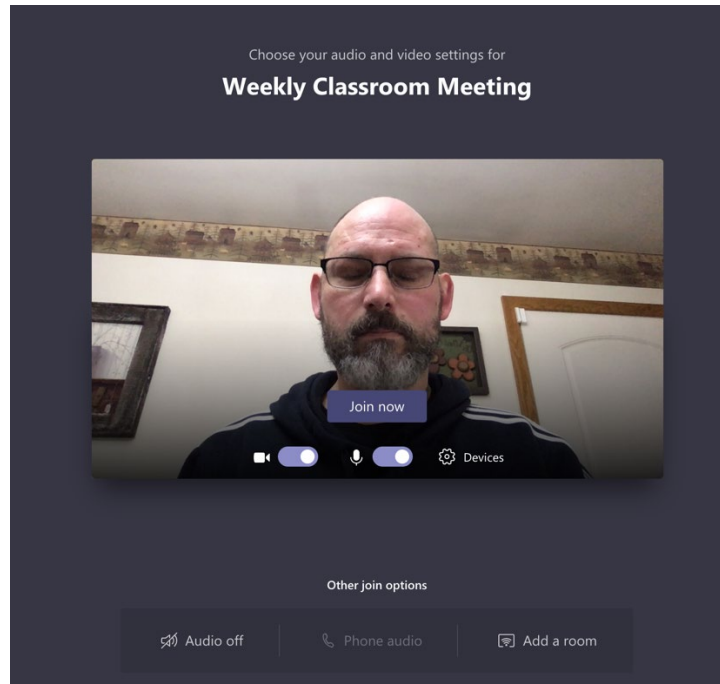 Choose your audio and video settings for
Weekly Classroom Meeting
Join now
Devices
Other join options
Audio off
Phone audio
Add a room